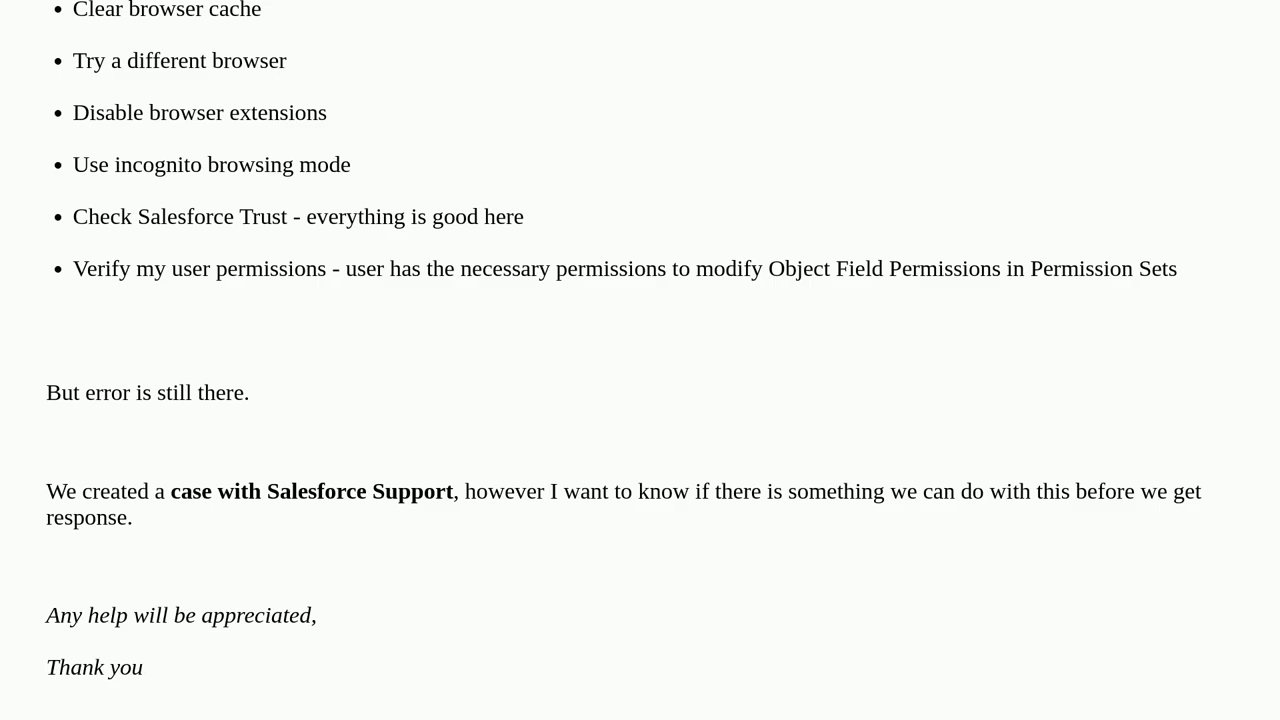 Clear browser cache
Try a different browser
Disable browser extensions
Use incognito browsing mode
Check Salesforce Trust - everything is good here
Verify my user permissions - user has the necessary permissions to modify Object Field Permissions in Permission Sets
But error is still there.
We created a case with Salesforce Support, however I want to know if there is something we can do with this before we get
response.
Any help will be appreciated,
Thank you